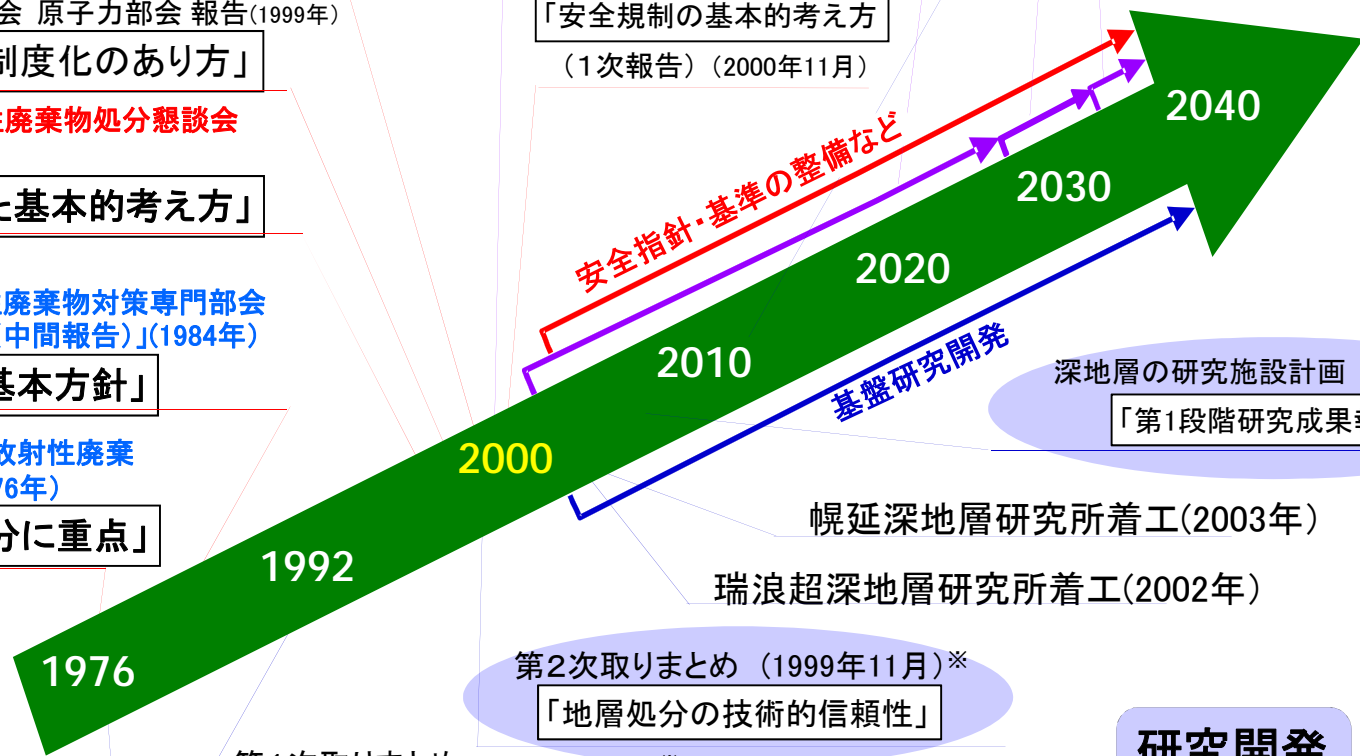 会 原子力部会 報告(1999年)
制度化のあり方」
廃棄物処分懇談会
基本的考え方」
廃棄物対策専門部会
中間報告）」(1984年）
基本方針」
放射性廃棄
6年）
分に重点」
「安全規制の基本的考え方
（１次報告）（2000年11月）
安全指針・基準の整備など
基盤研究開発
2040
2030
2020
2010
2000
1992
1976
深地層の研究施設計画
「第1段階研究成果
幌延深地層研究所着工(2003年）
瑞浪超深地層研究所着工(2002年）
第２次取りまとめ （1999年11月）※
「地層処分の技術的信頼性」
研究開発